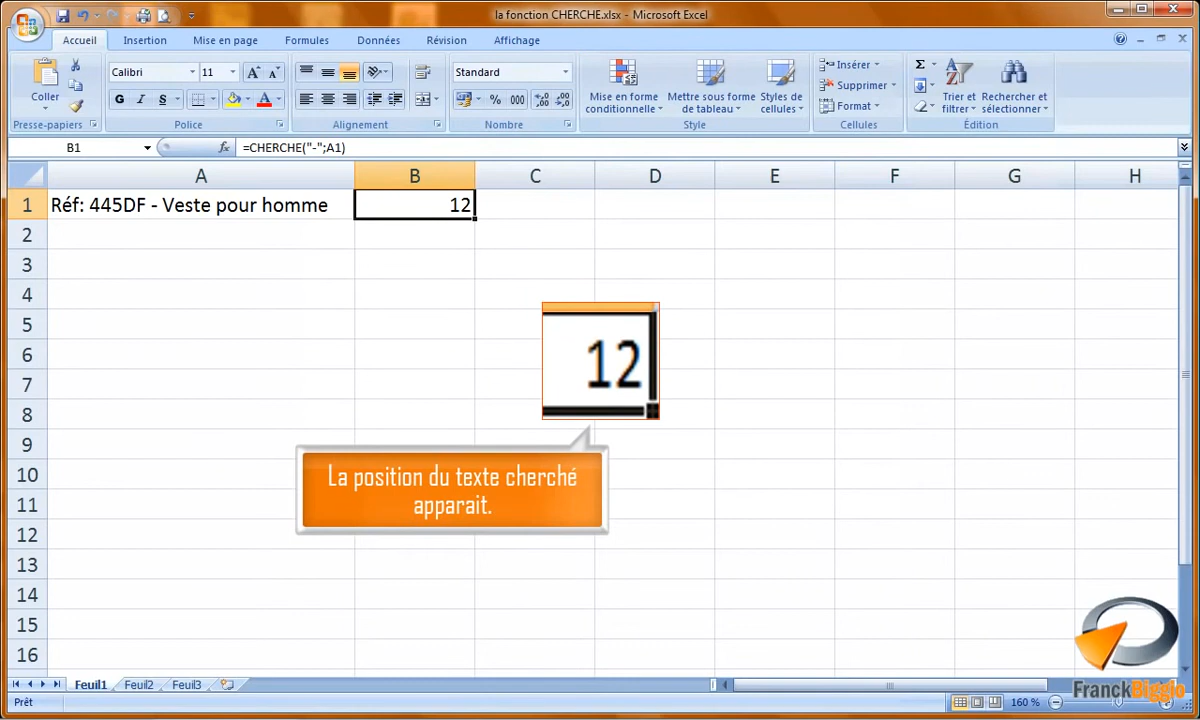 la fonction CHERCHE.xlsx - Microsoft Excel
Accueil Insertion Mise en page Formules Données Révision Affichage
Coller
Presse-papiers
Calibri 11
G I S
Police
Alignement
Standard
% 000
Nombre
Mise en forme conditionnelle
Mettre sous forme de tableau
Styles de cellules
Style
Insérer
Supprimer
Format
Cellules
Σ
Trier et filtrer
Rechercher et sélectionner
Édition
B1 fx =CHERCHE("-";A1)
A B C D E F G H
1 Réf: 445DF - Veste pour homme 12
2
3
4
5
6
7
8
9
10
11
12
13
14
15
16
12
La position du texte cherché
apparait.
FranckBigglo
Feuil1 Feuil2 Feuil3
Prêt 160 %